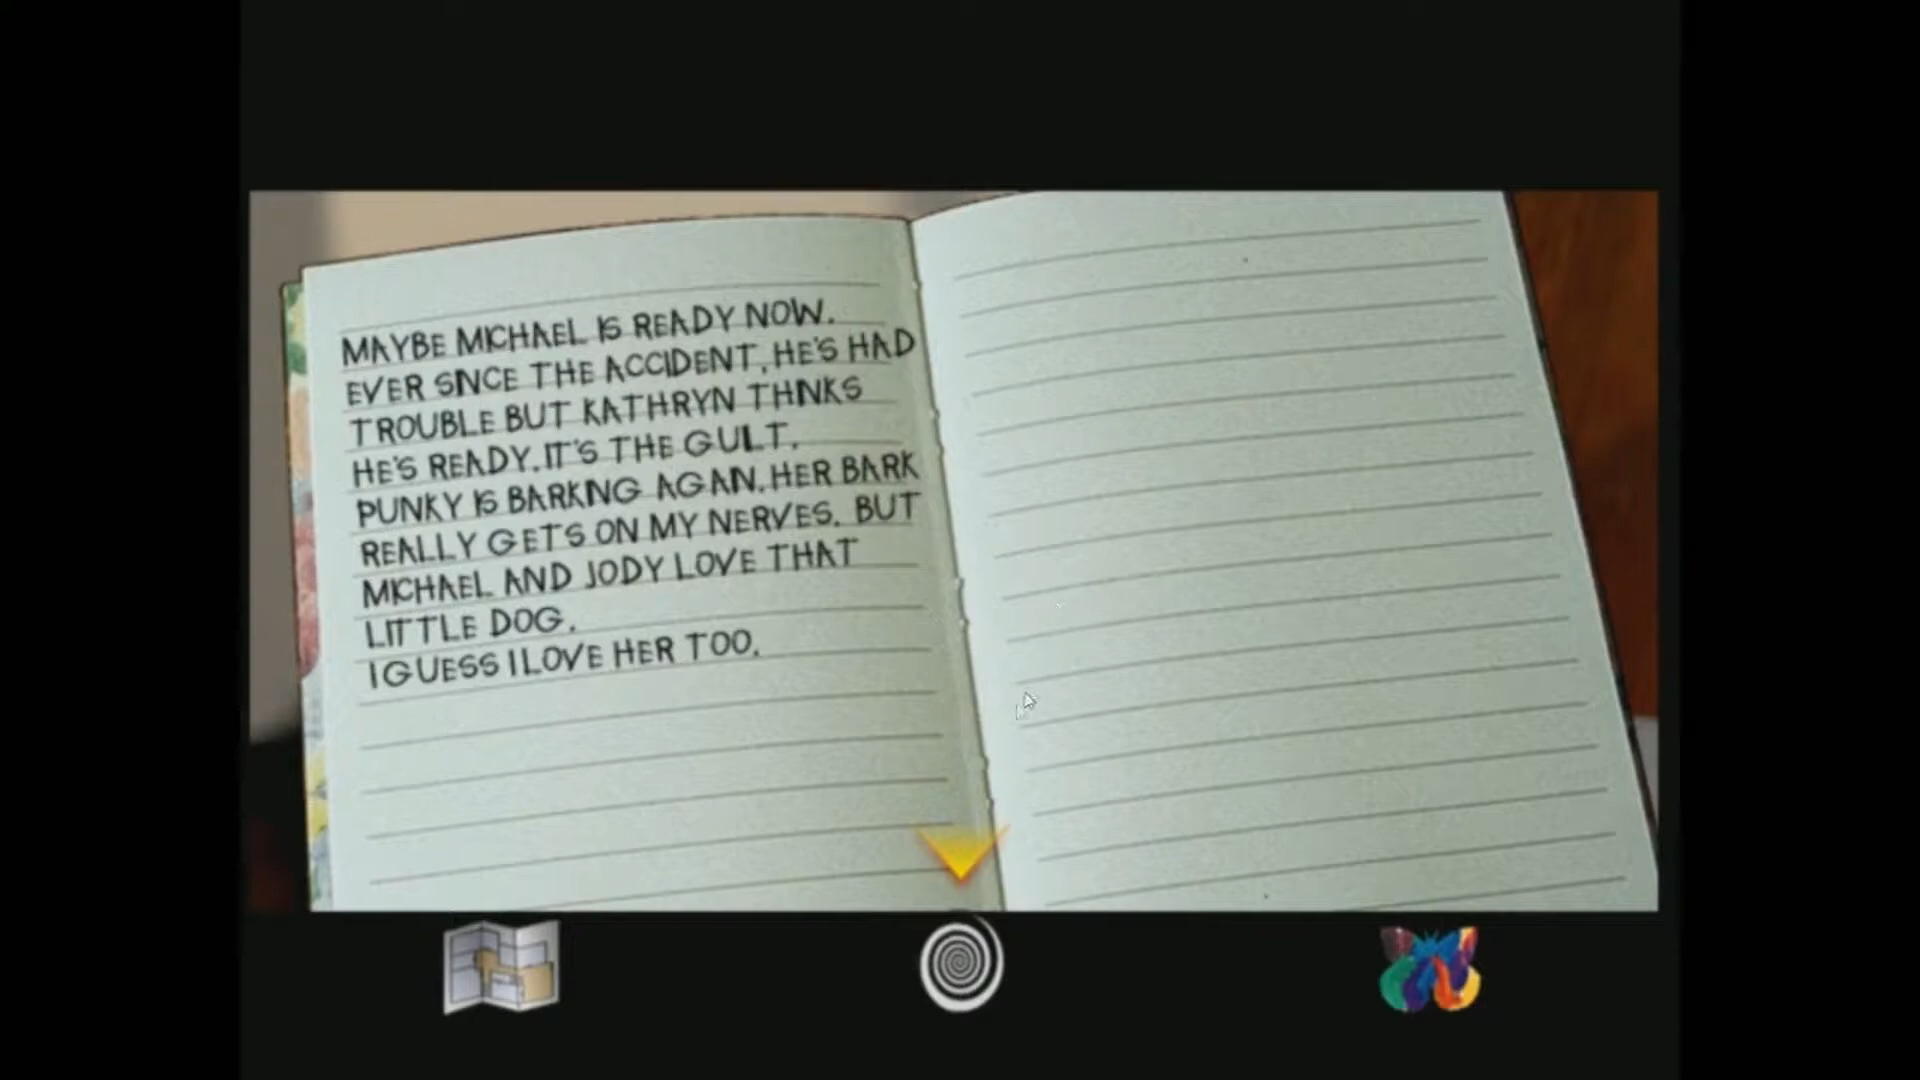 MAYBE MICHAEL IS READY NOW.
EVER SINCE THE ACCIDENT, HE'S HAD
TROUBLE BUT KATHRYN THINKS
HE'S READY. IT'S THE GUILT.
PUNKY IS BARKING AGAIN. HER BARK
REALLY GETS ON MY NERVES. BUT
MICHAEL AND JODY LOVE THAT
LITTLE DOG.
I GUESS I LOVE HER TOO.